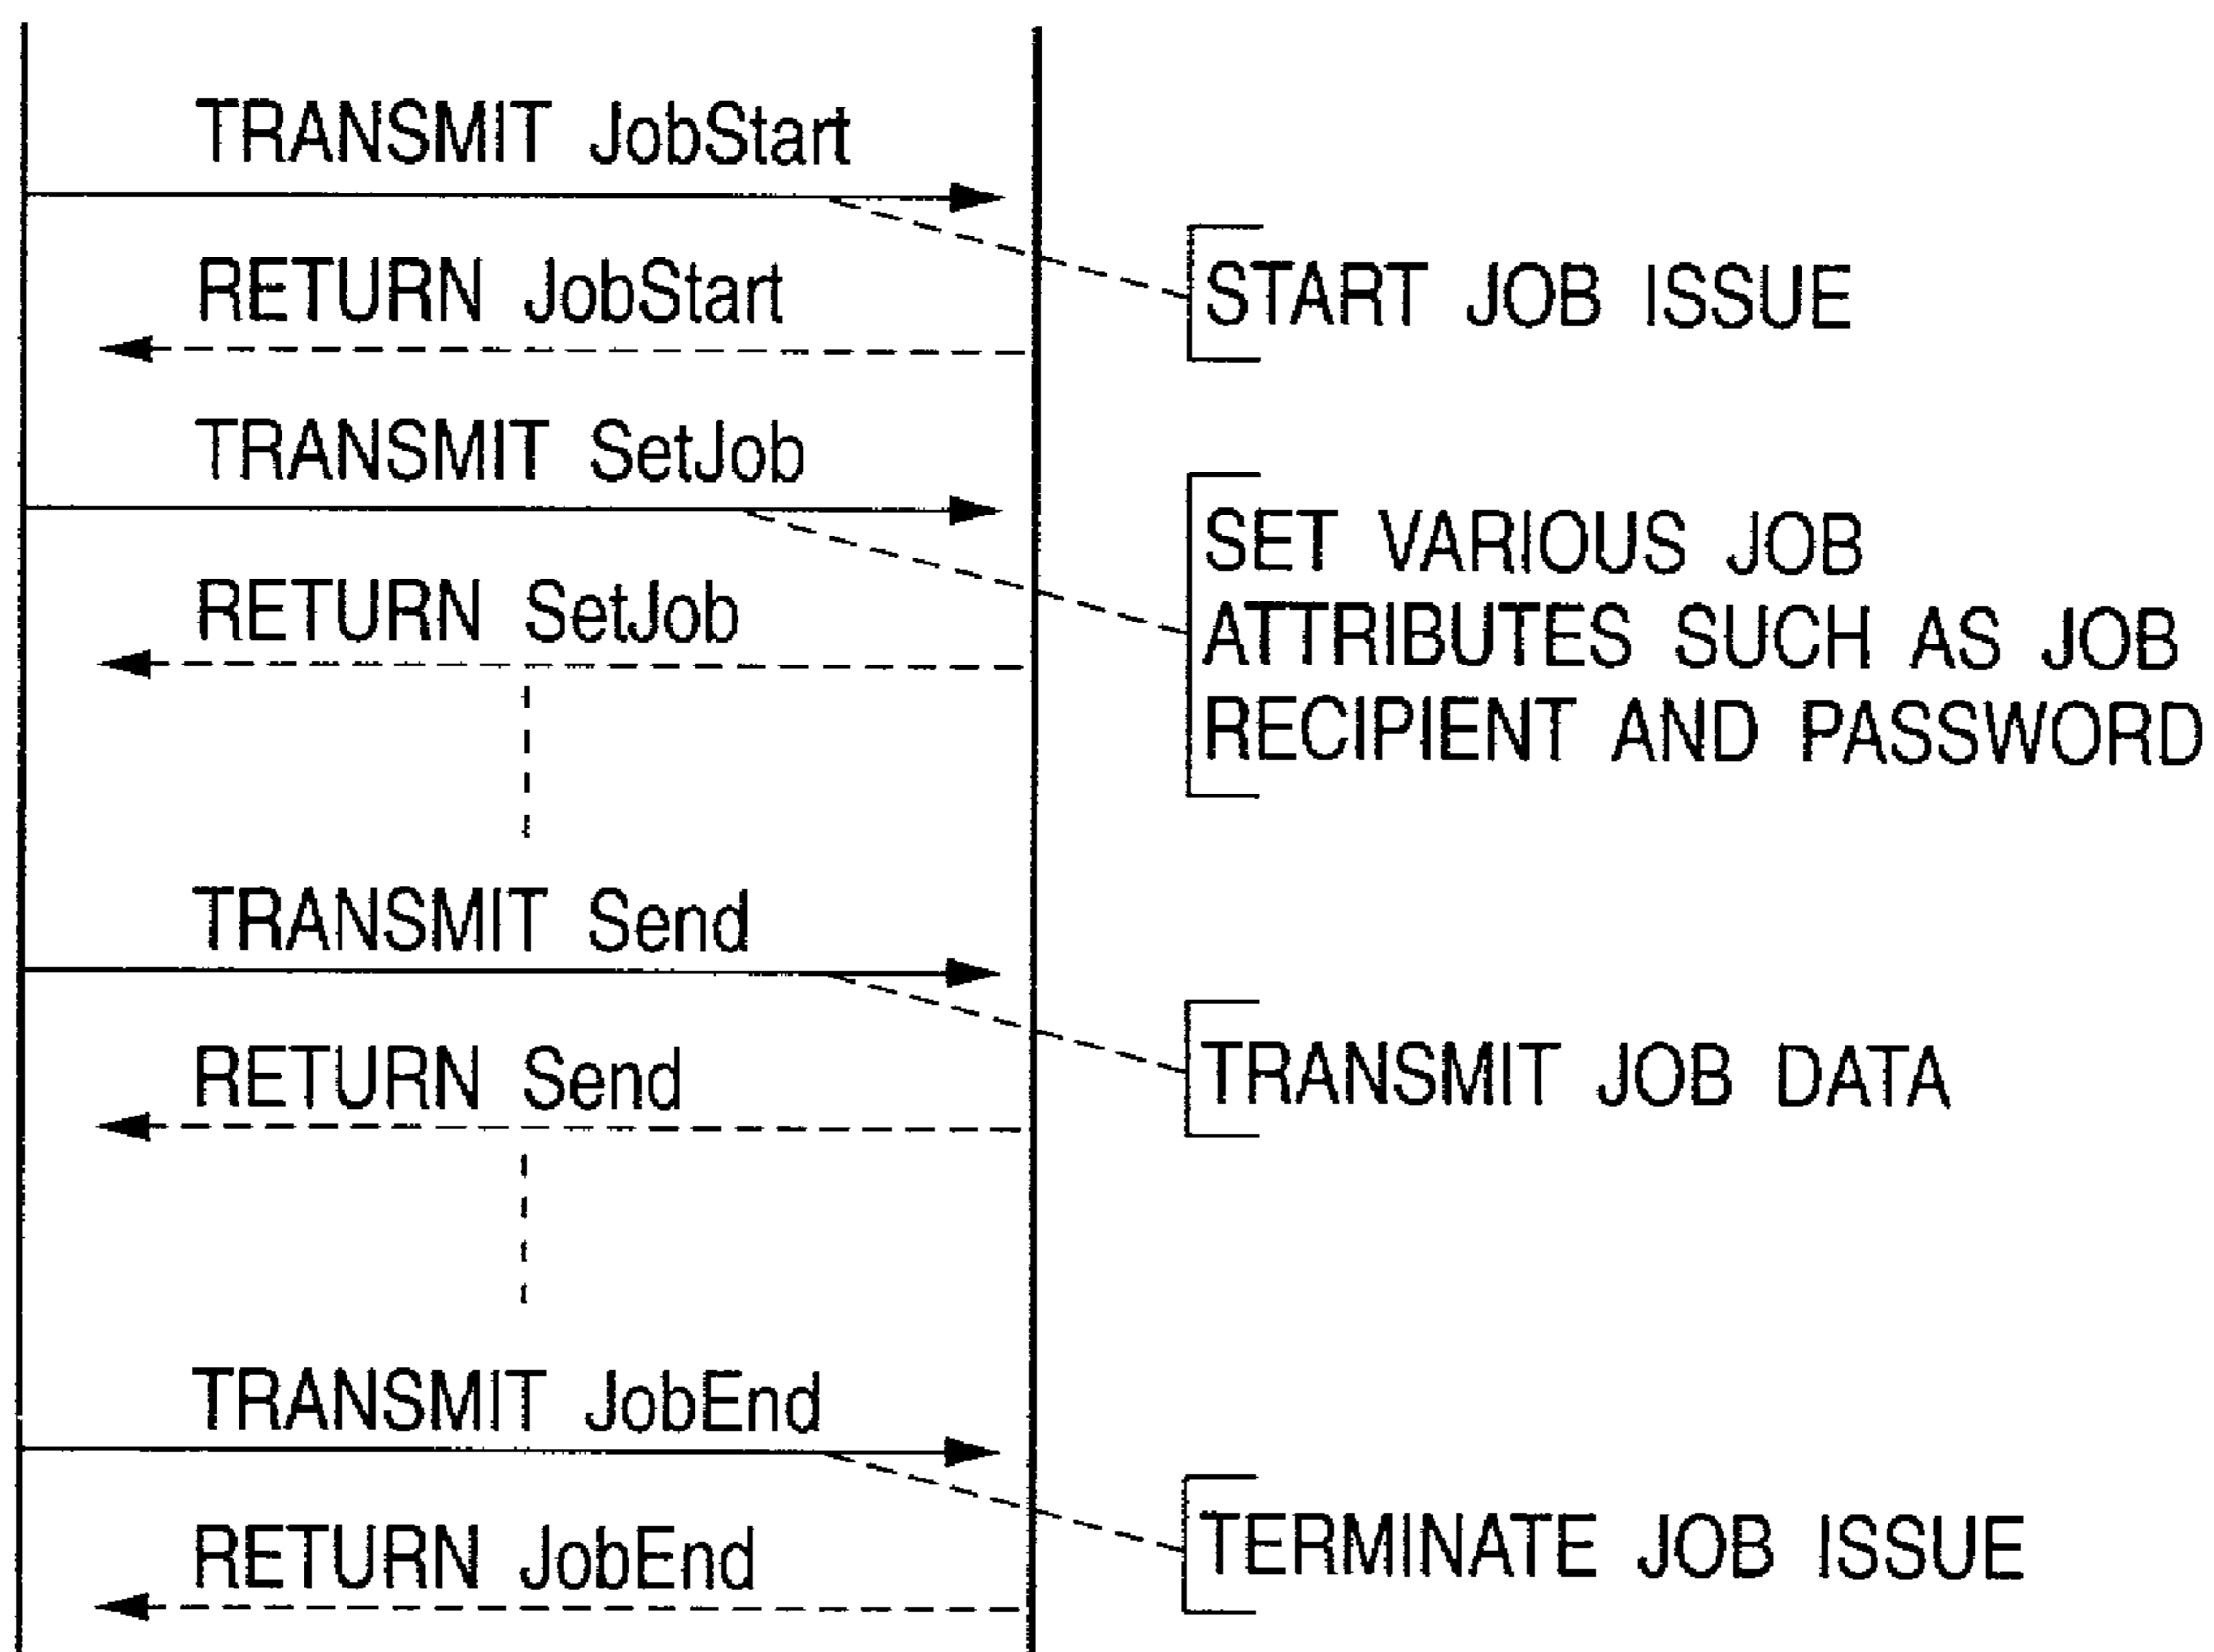 TRANSMIT JobStart
RETURN JobStart
START JOB ISSUE
TRANSMIT SetJob
RETURN SetJob
SET VARIOUS JOB
ATTRIBUTES SUCH AS JOB
RECIPIENT AND PASSWORD
TRANSMIT Send
RETURN Send
TRANSMIT JOB DATA
TRANSMIT JobEnd
RETURN JobEnd
TERMINATE JOB ISSUE